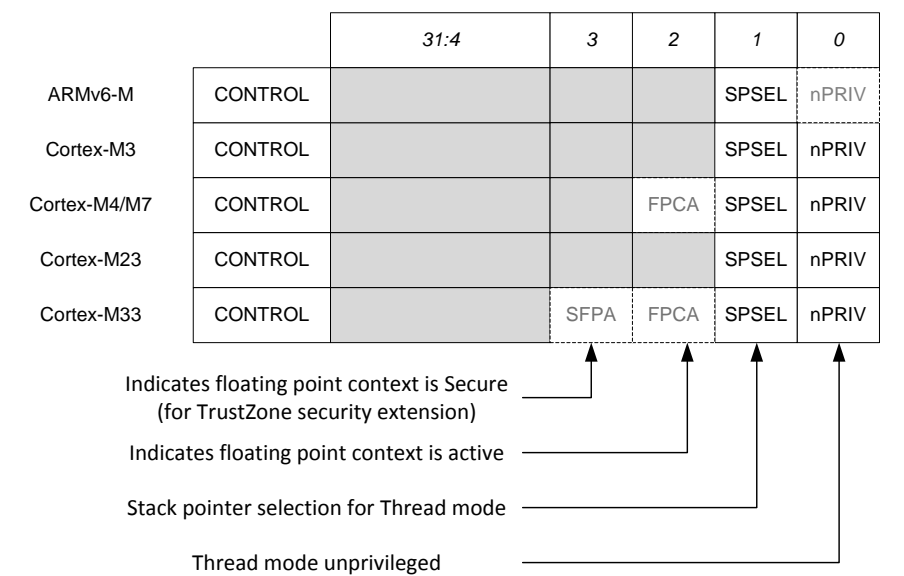 31:4 3 2 1 0
ARMv6-M CONTROL SPSEL nPRIV
Cortex-M3 CONTROL SPSEL nPRIV
Cortex-M4/M7 CONTROL FPCA SPSEL nPRIV
Cortex-M23 CONTROL SPSEL nPRIV
Cortex-M33 CONTROL SFPA FPCA SPSEL nPRIV
Indicates floating point context is Secure
(for TrustZone security extension)
Indicates floating point context is active
Stack pointer selection for Thread mode
Thread mode unprivileged